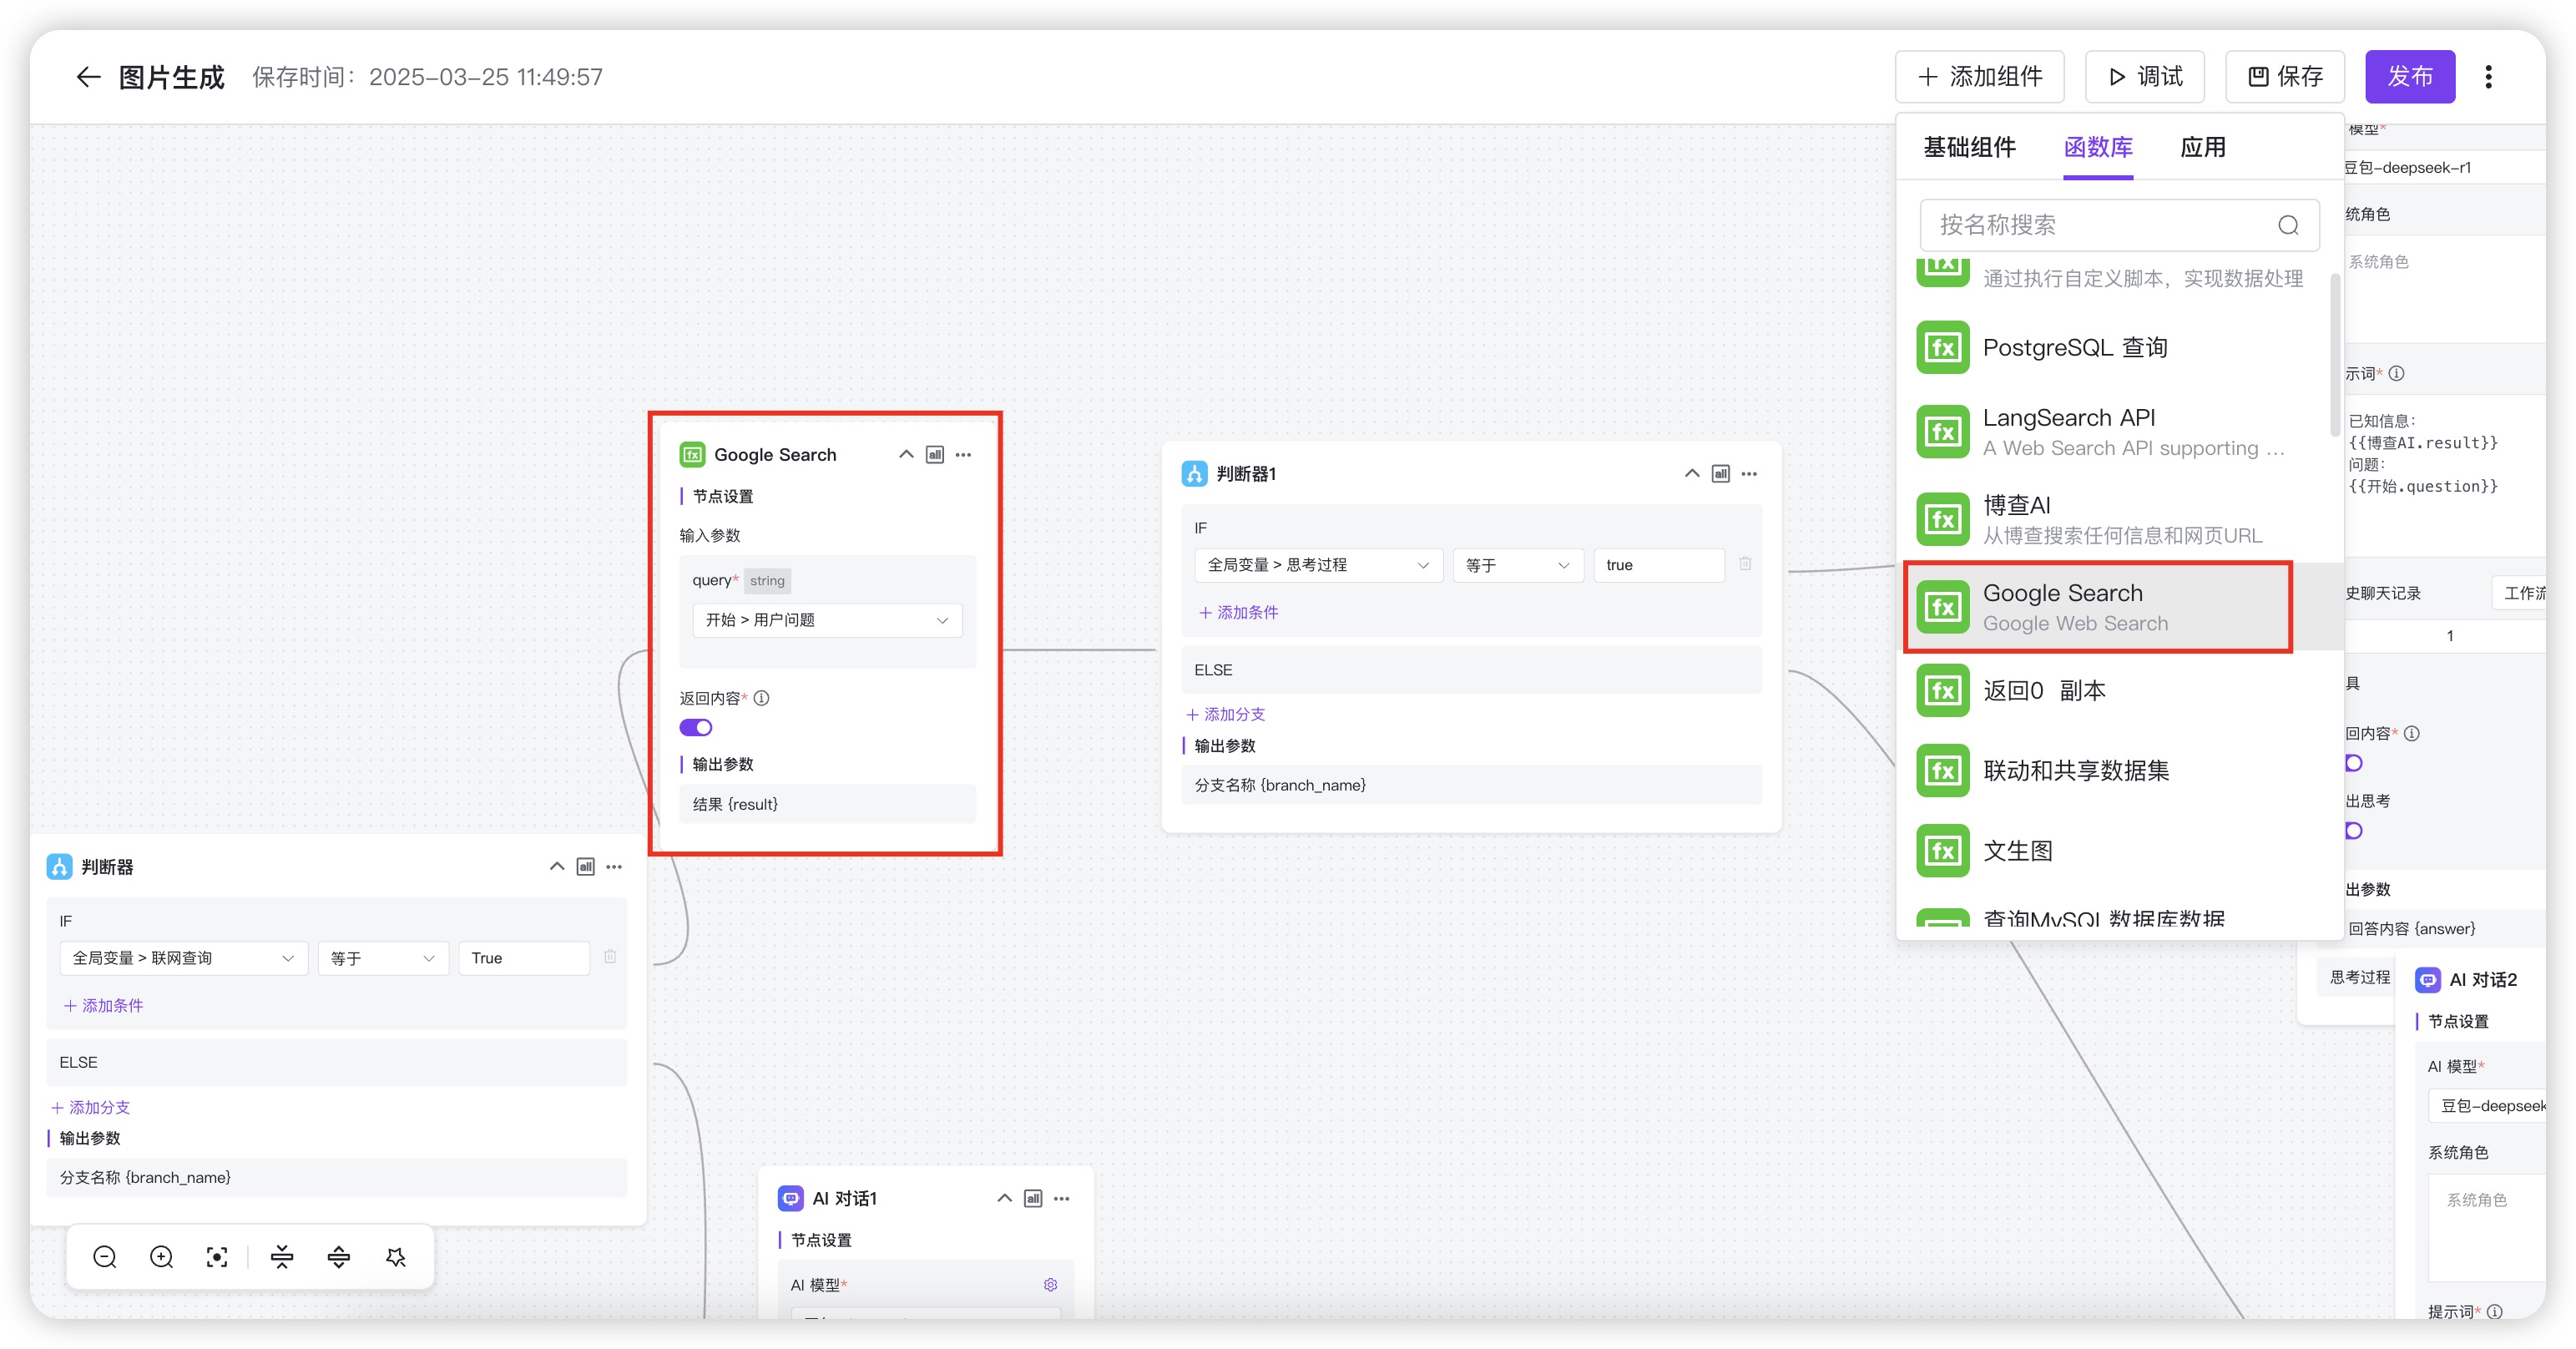 图片生成 保存时间：2025-03-25 11:49:57
添加组件
调试
保存
发布
基础组件 函数库 应用
按名称搜索
通过执行自定义脚本，实现数据处理
PostgreSQL 查询
LangSearch API
A Web Search API supporting ...
博查AI
从博查搜索任何信息和网页URL
Google Search
Google Web Search
返回0 副本
联动和共享数据集
文生图
查询MySQL 数据库数据
Google Search
节点设置
输入参数
query* string
开始 > 用户问题
返回内容*
输出参数
结果 {result}
判断器1
IF
全局变量 > 思考过程 等于 true
+ 添加条件
ELSE
+ 添加分支
输出参数
分支名称 {branch_name}
判断器
IF
全局变量 > 联网查询 等于 True
+ 添加条件
ELSE
+ 添加分支
输出参数
分支名称 {branch_name}
AI 对话1
节点设置
AI 模型*
模型*
豆包-deepseek-r1
统角色
系统角色
示词*
已知信息：
{{博查AI.result}}
问题：
{{开始.question}}
史聊天记录 工作流
1
具
回内容*
出思考
出参数
回答内容 {answer}
思考过程
AI 对话2
节点设置
AI 模型*
豆包-deepseek
系统角色
系统角色
提示词*